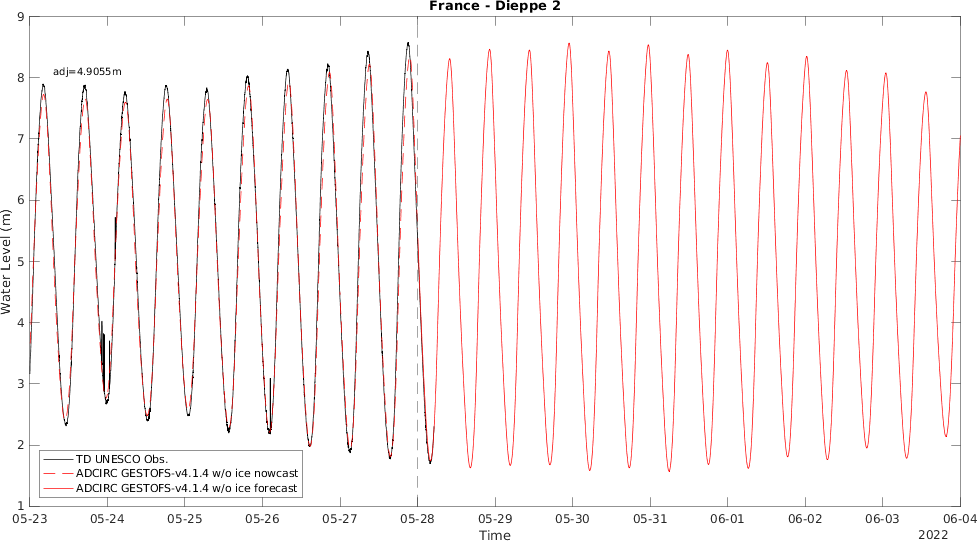 France - Dieppe 2
adj=4.9055m
9
8
7
6
5
4
3
2
1
Water Level (m)
TD UNESCO Obs.
ADCIRC GESTOFS-v4.1.4 w/o ice nowcast
ADCIRC GESTOFS-v4.1.4 w/o ice forecast
05-23 05-24 05-25 05-26 05-27 05-28 05-29 05-30 05-31 06-01 06-02 06-03 06-04
Time
2022